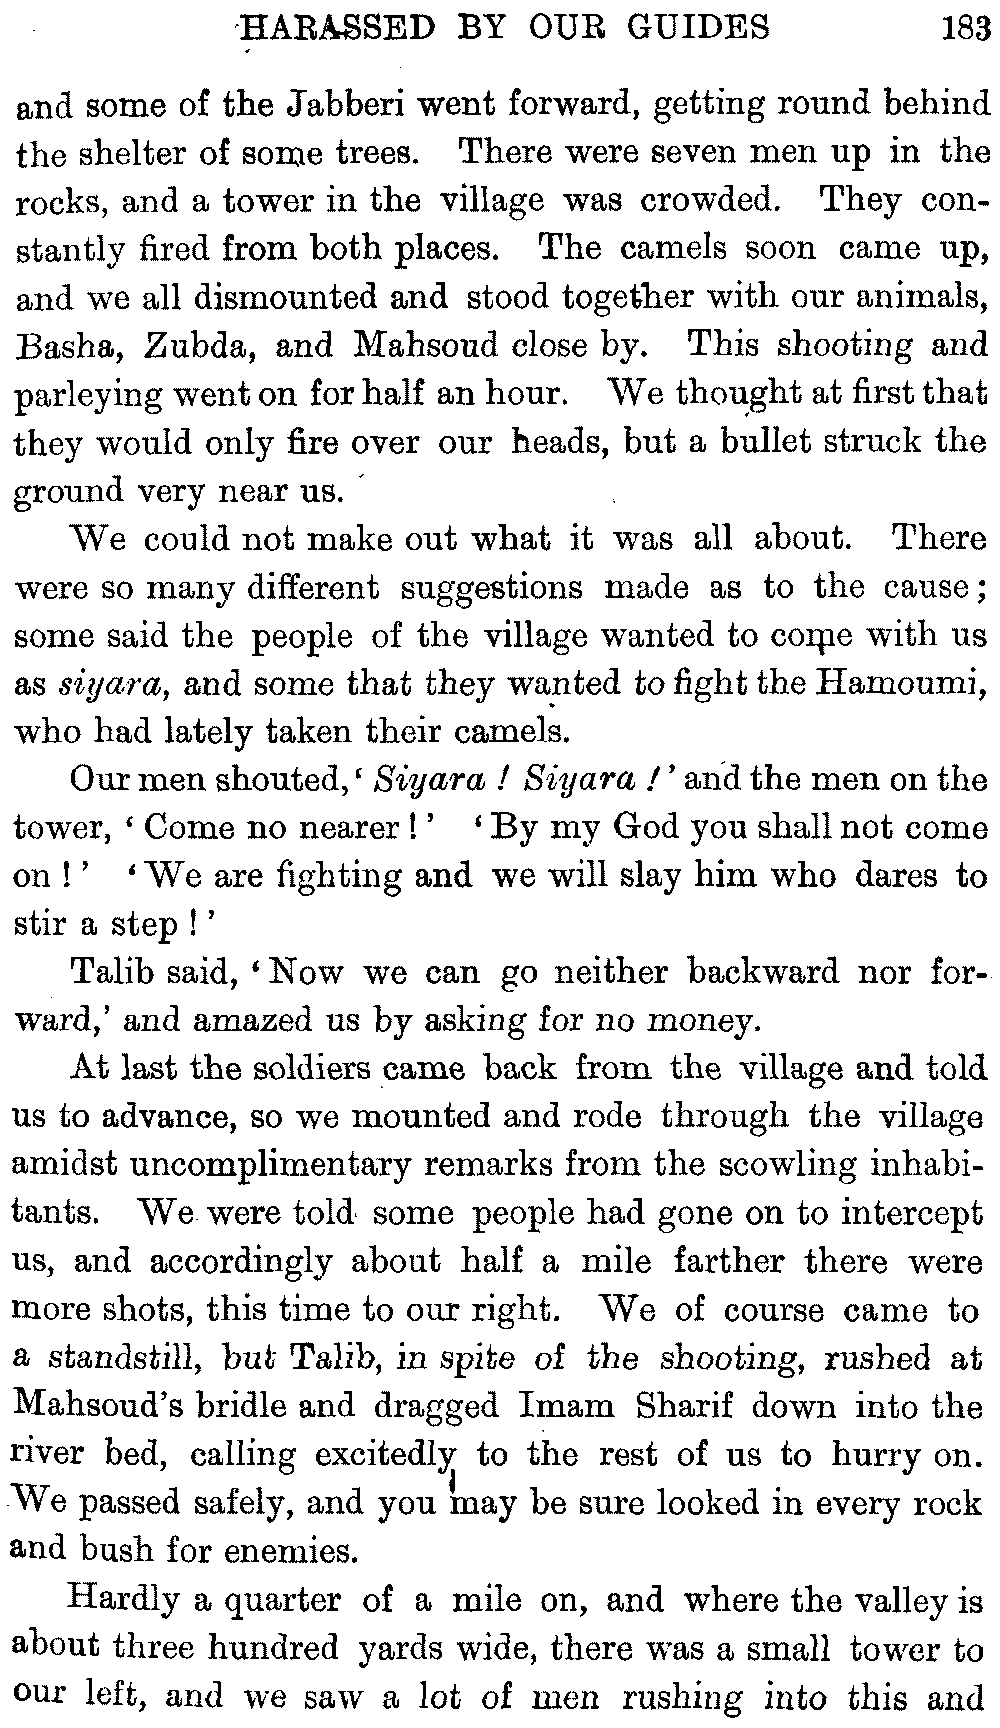 HARASSED BY OUR GUIDES 183
and some of the Jabberi went forward, getting round behind
the shelter of some trees. There were seven men up in the
rocks, and a tower in the village was crowded. They con-
stantly fired from both places. The camels soon came up,
and we all dismounted and stood together with our animals,
Basha, Zubda, and Mahsoud close by. This shooting and
parleying went on for half an hour. We thought at first that
they would only fire over our heads, but a bullet struck the
ground very near us.
We could not make out what it was all about. There
were so many different suggestions made as to the cause;
some said the people of the village wanted to come with us
as siyara, and some that they wanted to fight the Hamoumi,
who had lately taken their camels.
Our men shouted, ‘Siyara! Siyara!’ and the men on the
tower, ‘Come no nearer!’ ‘By my God you shall not come
on!’ ‘We are fighting and we will slay him who dares to
stir a step!’
Talib said, ‘Now we can go neither backward nor for-
ward,’ and amazed us by asking for no money.
At last the soldiers came back from the village and told
us to advance, so we mounted and rode through the village
amidst uncomplimentary remarks from the scowling inhabi-
tants. We were told some people had gone on to intercept
us, and accordingly about half a mile farther there were
more shots, this time to our right. We of course came to
a standstill, but Talib, in spite of the shooting, rushed at
Mahsoud's bridle and dragged Imam Sharif down into the
river bed, calling excitedly to the rest of us to hurry on.
We passed safely, and you may be sure looked in every rock
and bush for enemies.
Hardly a quarter of a mile on, and where the valley is
about three hundred yards wide, there was a small tower to
our left, and we saw a lot of men rushing into this and